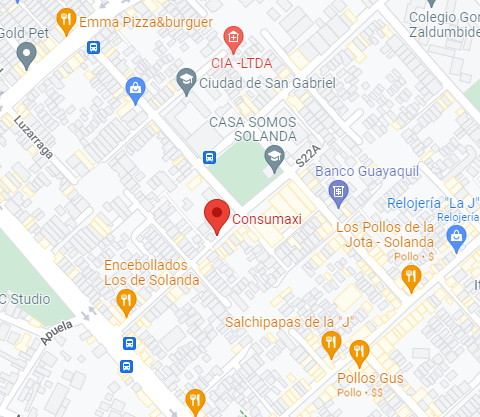 Colegio Gon
Zaldumbide
Emma Pizza&burguer
Gold Pet
CIA -LTDA
Ciudad de San Gabriel
Luzarraga
CASA SOMOS
SOLANDA
S22A
Banco Guayaquil
Relojería "La J"
Relojería
Consumaxi
Los Pollos de la
Jota - Solanda
Pollo • $
Encebollados
Los de Solanda
C Studio
Apuela
Salchipapas de la "J"
Pollos Gus
Pollo • $$